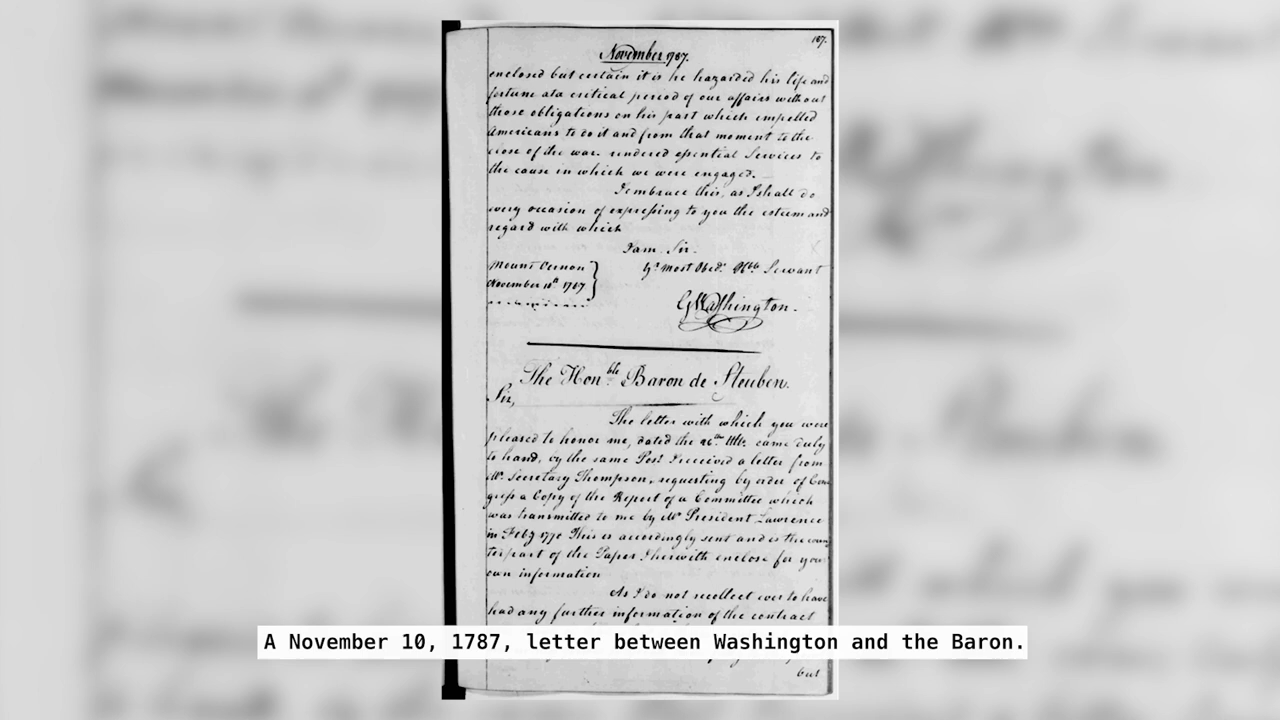 187.
November 1787.
enclosed but certain it is he hazarded his life and
fortune at a critical period of our affairs without
those obligations on his part which impelled
Americans to do it and from that moment to the
close of the war. rendered essential Services to
the cause in which we were engaged.
I embrace this, as I shall do
every occasion of expressing to you the esteem and
regard with which
I am. Sir.
Mount Vernon
Yr. Most Obedt. Hble Servant
November 10th 1787
GWashington.
The Honble. Baron de Steuben.
Sir,
The letter with which you were
pleased to honor me, dated the 26th Ult. came duly
to hand, by the same Post I received a letter from
Mr. Secretary Thompson, requesting by order of Con
gress a Copy of the Report of a Committee which
was transmitted to me by Mr President Lawrence
in Feby 177 This is accordingly sent and is the coun
terpart of the Paper I herwith enclose for your
own information
As I do not recollect ever to have
had any further information of the contract
A November 10, 1787, letter between Washington and the Baron.
but